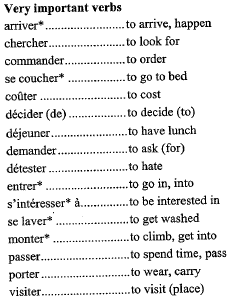 Very important verbs
arriver*........................to arrive, happen
chercher.....................to look for
commander................to order
se coucher* ................to go to bed
coûter .........................to cost
décider (de) ................to decide (to)
déjeuner......................to have lunch
demander....................to ask (for)
détester .......................to hate
entrer* ........................to go in, into
s'intéresser* à.............to be interested in
se laver* .....................to get washed
monter* ......................to climb, get into
passer..........................to spend time, pass
porter ..........................to wear, carry
visiter..........................to visit (place)